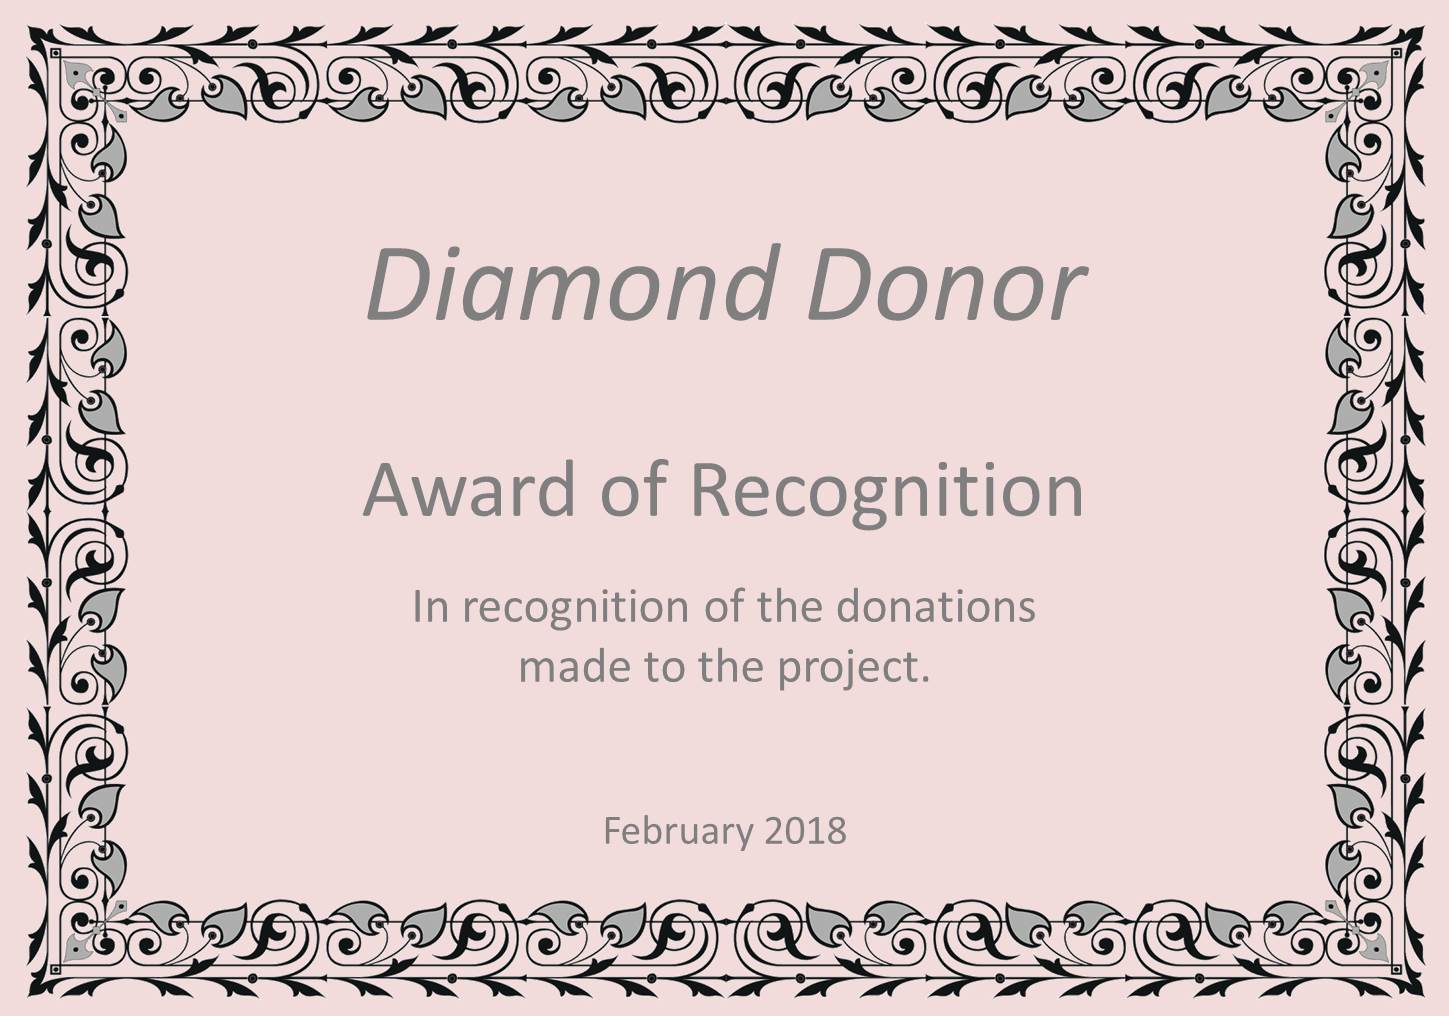 Diamond Donor
Award of Recognition
In recognition of the donations
made to the project.
February 2018